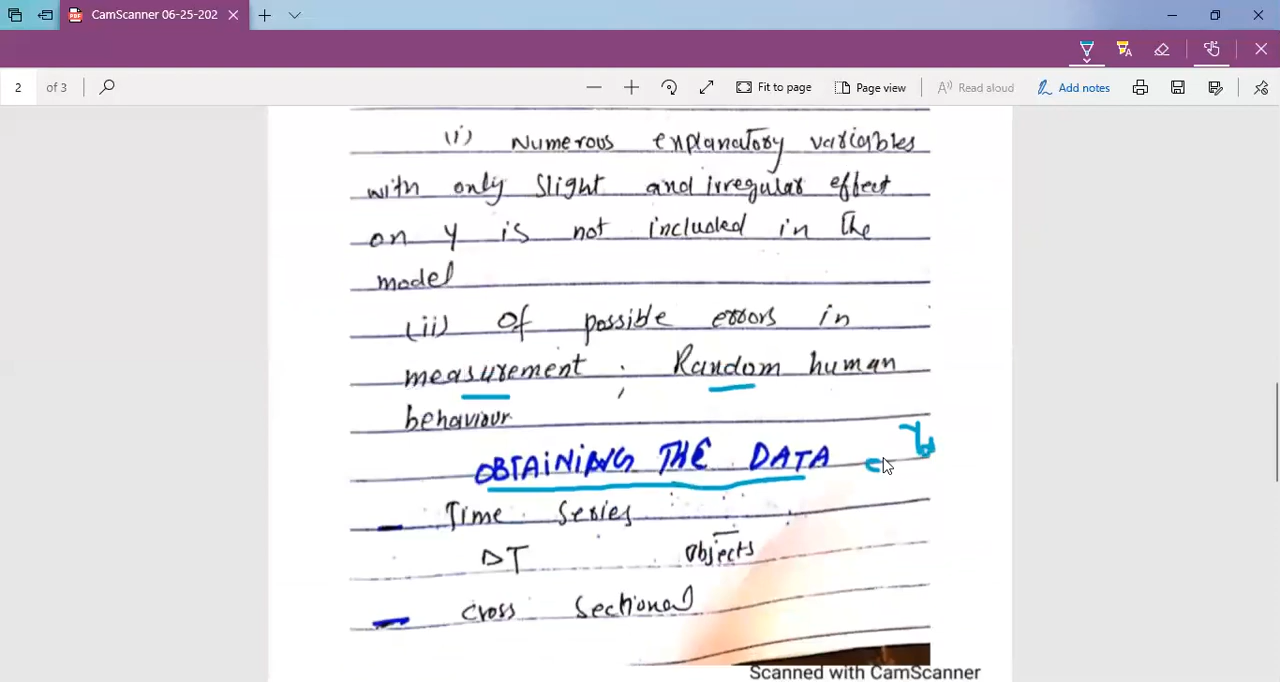 CamScanner 06-25-202
2 of 3 Fit to page Page view Read aloud Add notes
(i) Numerous explanatory variables
with only slight and irregular effect
on y is not included in the
model
(ii) Of possible errors in
measurement ; Random human
behaviour
OBTAINING THE DATA
Time Series
DT Objects
Cross Sectional
Scanned with CamScanner